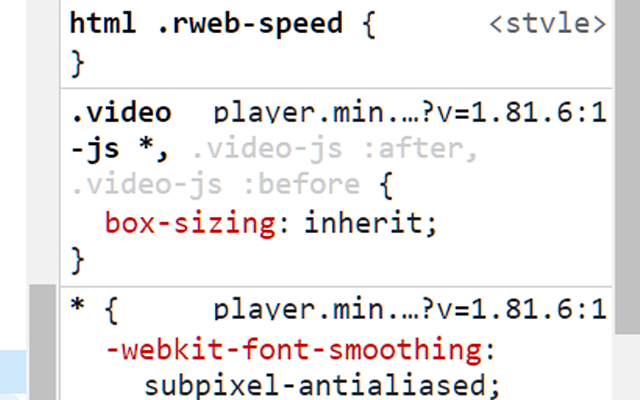 html .rweb-speed { <style>
}
.video player.min.…?v=1.81.6:1
-js *, .video-js :after,
.video-js :before {
box-sizing: inherit;
}
* { player.min.…?v=1.81.6:1
-webkit-font-smoothing:
subpixel-antialiased;